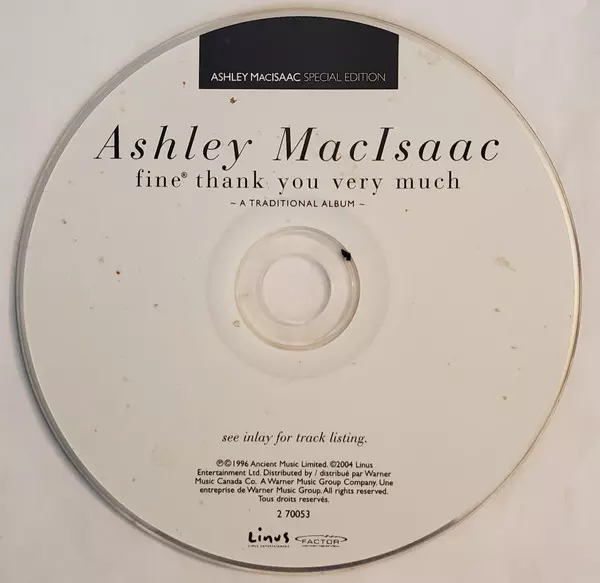 ASHLEY MACISAAC SPECIAL EDITION
Ashley MacIsaac
fine® thank you very much
~ A TRADITIONAL ALBUM ~
see inlay for track listing.
℗©1996 Ancient Music Limited. ©2004 Linus
Entertainment Ltd. Distributed by / distribué par Warner
Music Canada Co. A Warner Music Group Company. Une
entreprise de Warner Music Group. All rights reserved.
Tous droits reservés.
2 70053
Linus FACTOR
LINUS ENTERTAINMENT